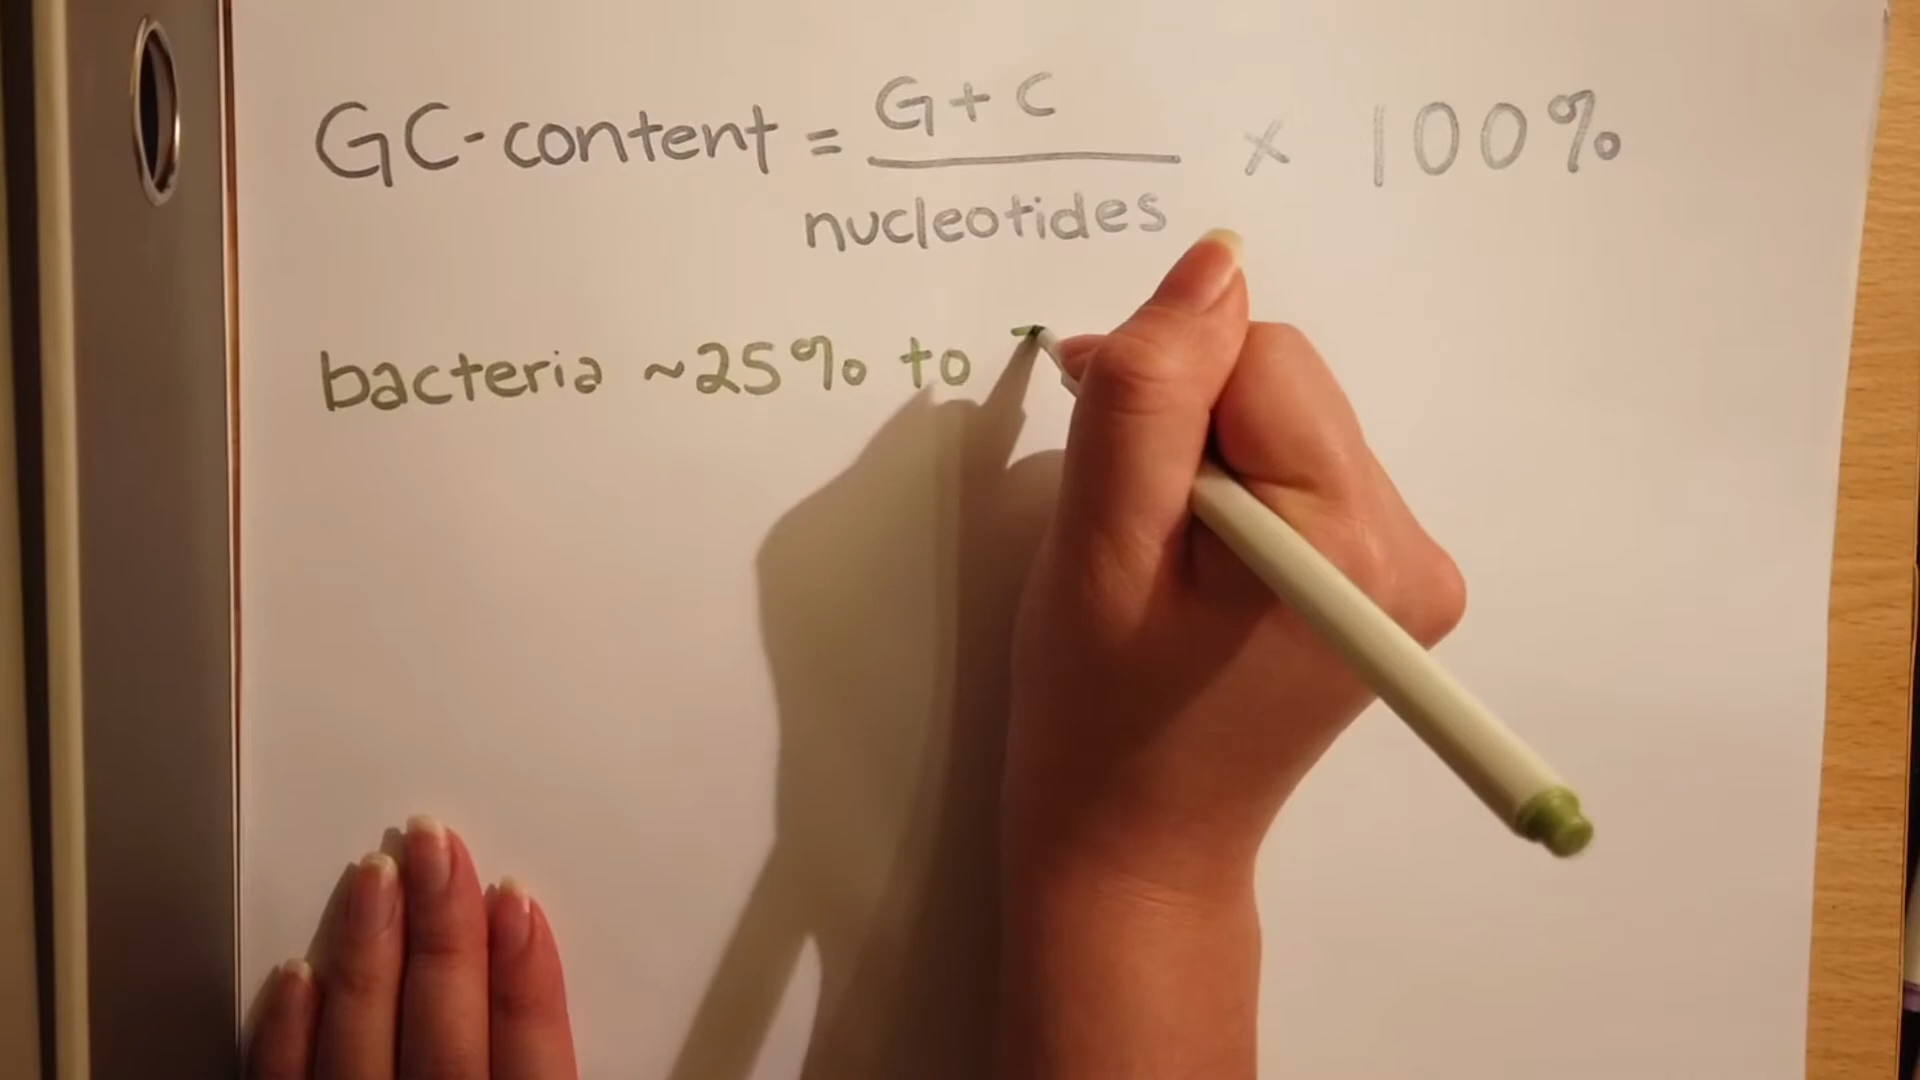 GC-content = G+C
nucleotides
x 100%
bacteria ~25% to